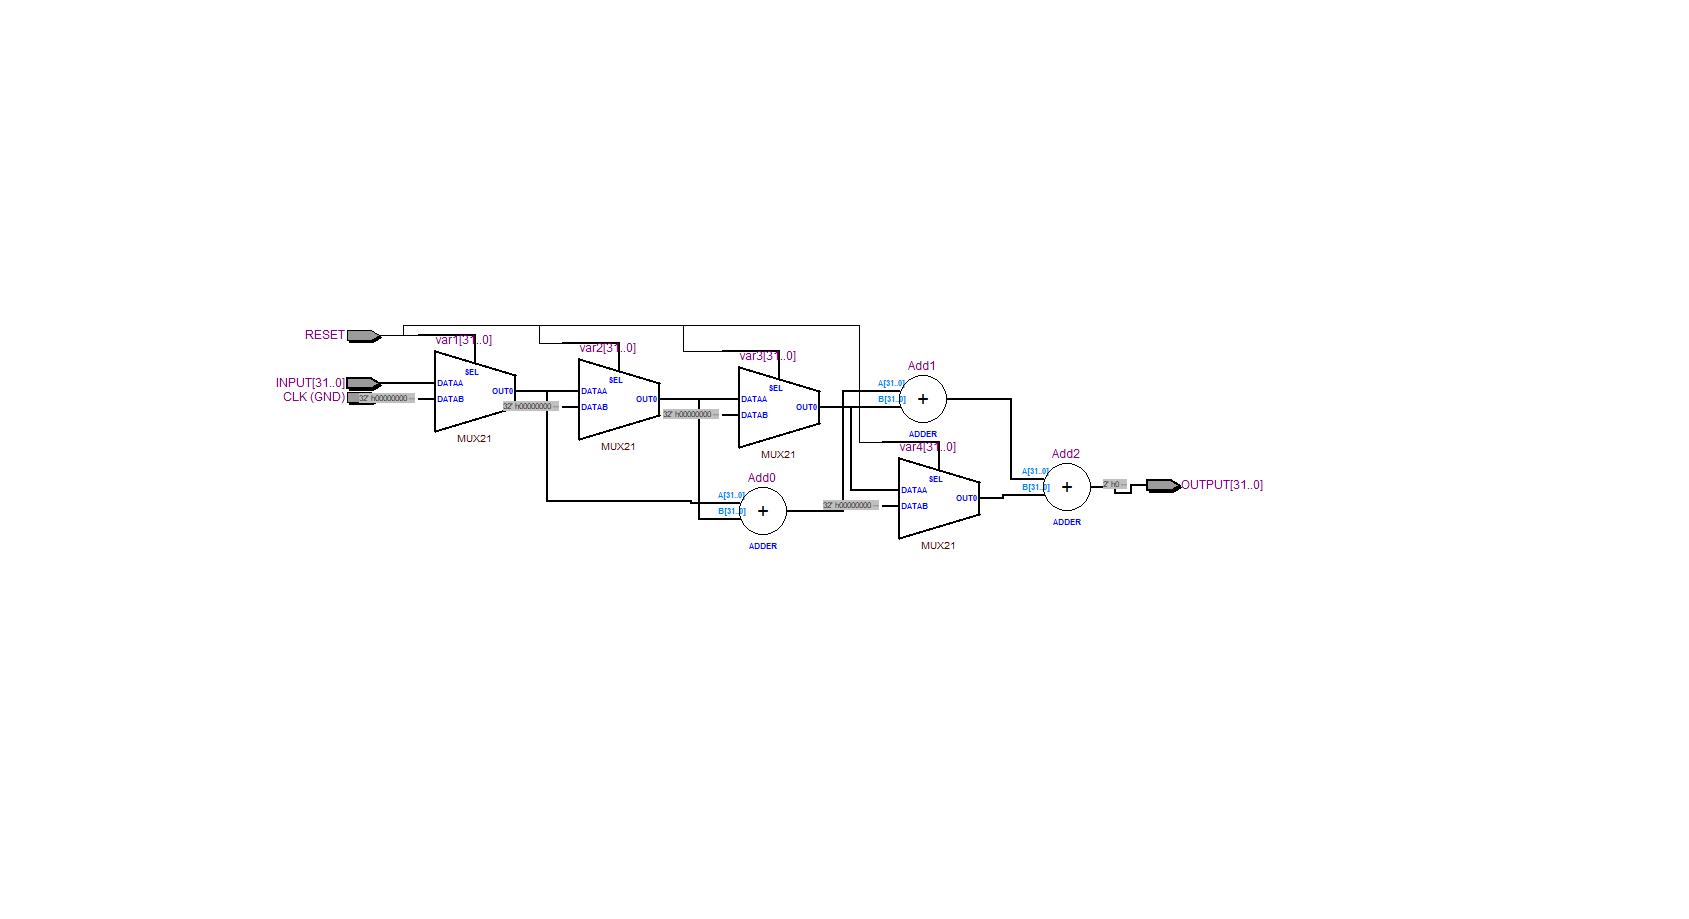 RESET
INPUT[31..0]
CLK (GND)
32' h00000000--
var1[31..0]
SEL
DATAA
OUT0
DATAB
MUX21
32' h00000000--
var2[31..0]
SEL
DATAA
OUT0
DATAB
MUX21
32' h00000000--
var3[31..0]
SEL
DATAA
OUT0
DATAB
MUX21
Add0
A[31..0]
B[31..0]
+
ADDER
Add1
A[31..0]
B[31..0]
+
ADDER
32' h00000000--
var4[31..0]
SEL
DATAA
OUT0
DATAB
MUX21
Add2
A[31..0]
B[31..0]
+
ADDER
2' h0--
OUTPUT[31..0]